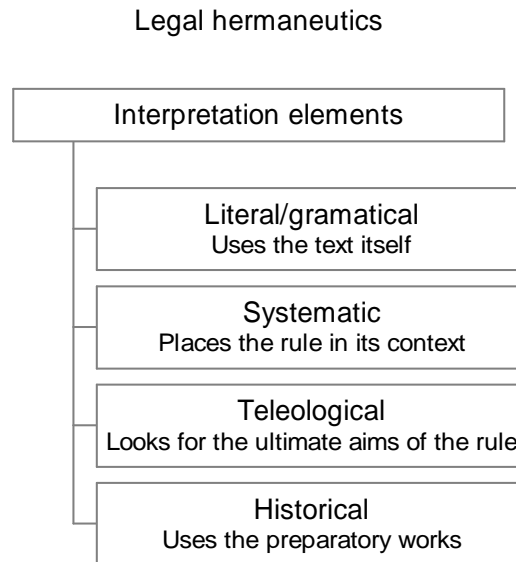 Legal hermaneutics
Interpretation elements
Literal/gramatical
Uses the text itself
Systematic
Places the rule in its context
Teleological
Looks for the ultimate aims of the rule
Historical
Uses the preparatory works